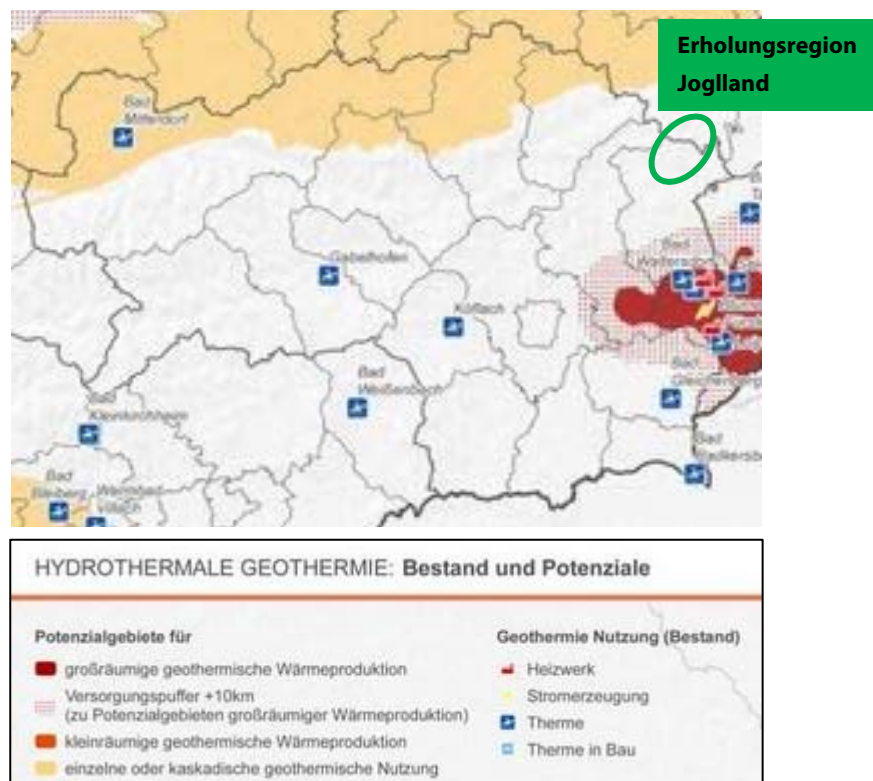 Erholungsregion
Joglland
Bad
Mitterndorf
Gabelhofen
Köflach
Bad
Waltersdorf
Bad
Weißenbach
Bad
Gleichenberg
Bad
Kleinkirchheim
Bad
Bad
Bleiberg
Warmbad
Villach
HYDROTHERMALE GEOTHERMIE: Bestand und Potenziale
Potenzialgebiete für
großräumige geothermische Wärmeproduktion
Versorgungspuffer +10km
(zu Potenzialgebieten großräumiger Wärmeproduktion)
kleinräumige geothermische Wärmeproduktion
einzelne oder kaskadische geothermische Nutzung
Geothermie Nutzung (Bestand)
Heizwerk
Stromerzeugung
Therme
Therme in Bau